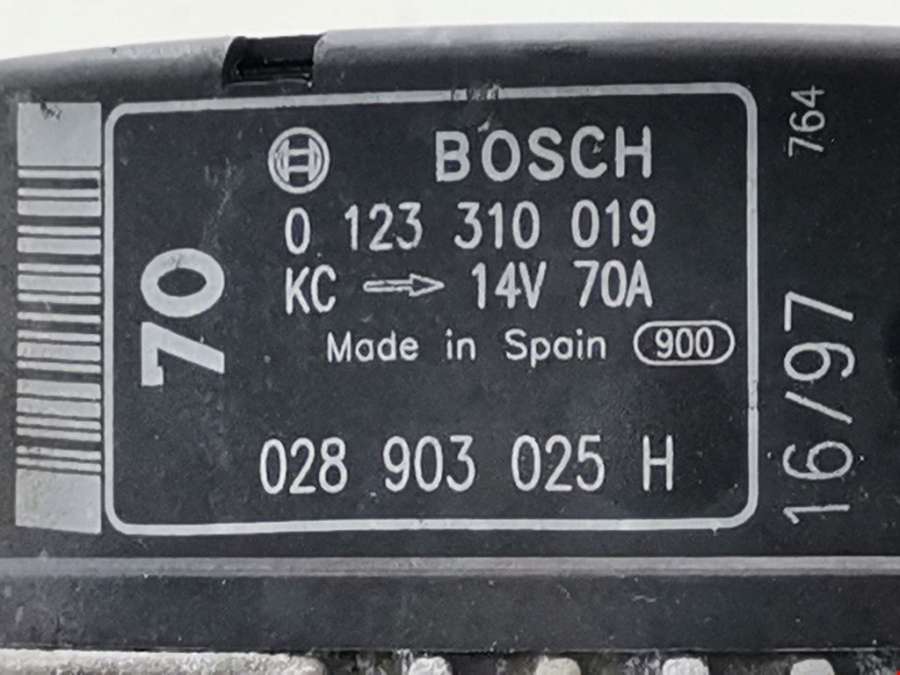 BOSCH
0 123 310 019
KC → 14V 70A
Made in Spain 900
028 903 025 H
70
764
16/97